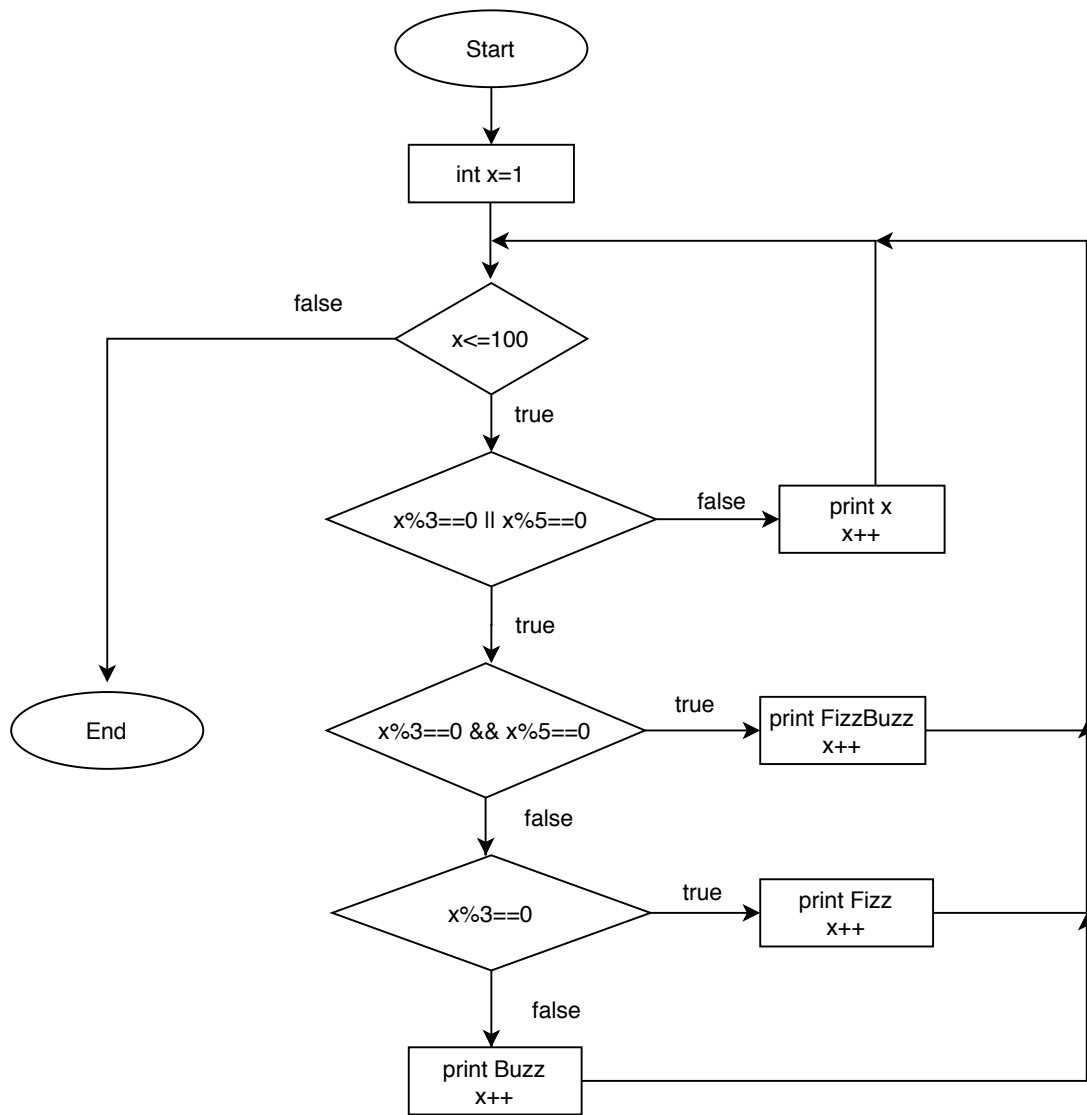 Start
int x=1
false
x<=100
true
x%3==0 || x%5==0
false
print x
x++
true
x%3==0 && x%5==0
true
print FizzBuzz
x++
End
false
x%3==0
true
print Fizz
x++
false
print Buzz
x++